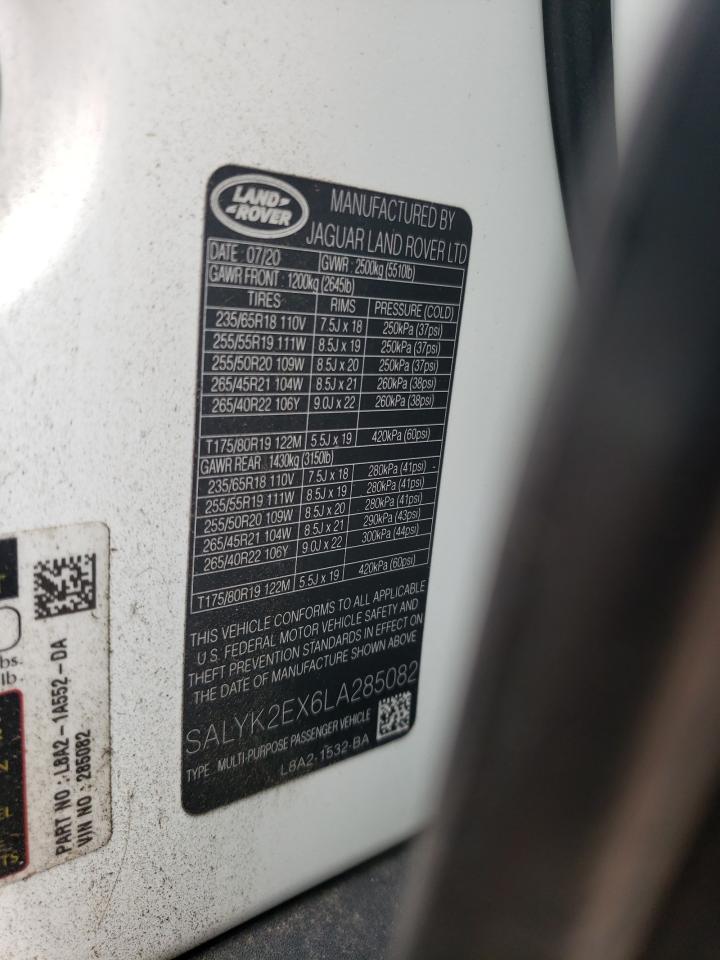 LAND-
-ROVER
MANUFACTURED BY
JAGUAR LAND ROVER LTD
DATE : 07/20 GVWR : 2500kg (5510lb)
GAWR FRONT : 1200kg (2645lb)
TIRES RIMS PRESSURE (COLD)
235/65R18 110V 7.5J x 18 250kPa (37psi)
255/55R19 111W 8.5J x 19 250kPa (37psi)
255/50R20 109W 8.5J x 20 250kPa (37psi)
265/45R21 104W 8.5J x 21 260kPa (38psi)
265/40R22 106Y 9.0J x 22 260kPa (38psi)
T175/80R19 122M 5.5J x 19 420kPa (60psi)
GAWR REAR : 1430kg (3150lb)
235/65R18 110V 7.5J x 18 280kPa (41psi)
255/55R19 111W 8.5J x 19 280kPa (41psi)
255/50R20 109W 8.5J x 20 280kPa (41psi)
265/45R21 104W 8.5J x 21 290kPa (43psi)
265/40R22 106Y 9.0J x 22 300kPa (44psi)
T175/80R19 122M 5.5J x 19 420kPa (60psi)
THIS VEHICLE CONFORMS TO ALL APPLICABLE
U.S. FEDERAL MOTOR VEHICLE SAFETY AND
THEFT PREVENTION STANDARDS IN EFFECT ON
THE DATE OF MANUFACTURE SHOWN ABOVE
SALYK2EX6LA285082
TYPE : MULTI-PURPOSE PASSENGER VEHICLE
L8A2-1532-BA
PART NO : L8A2-1A552-DA
VIN NO : 285082
bs.
lb